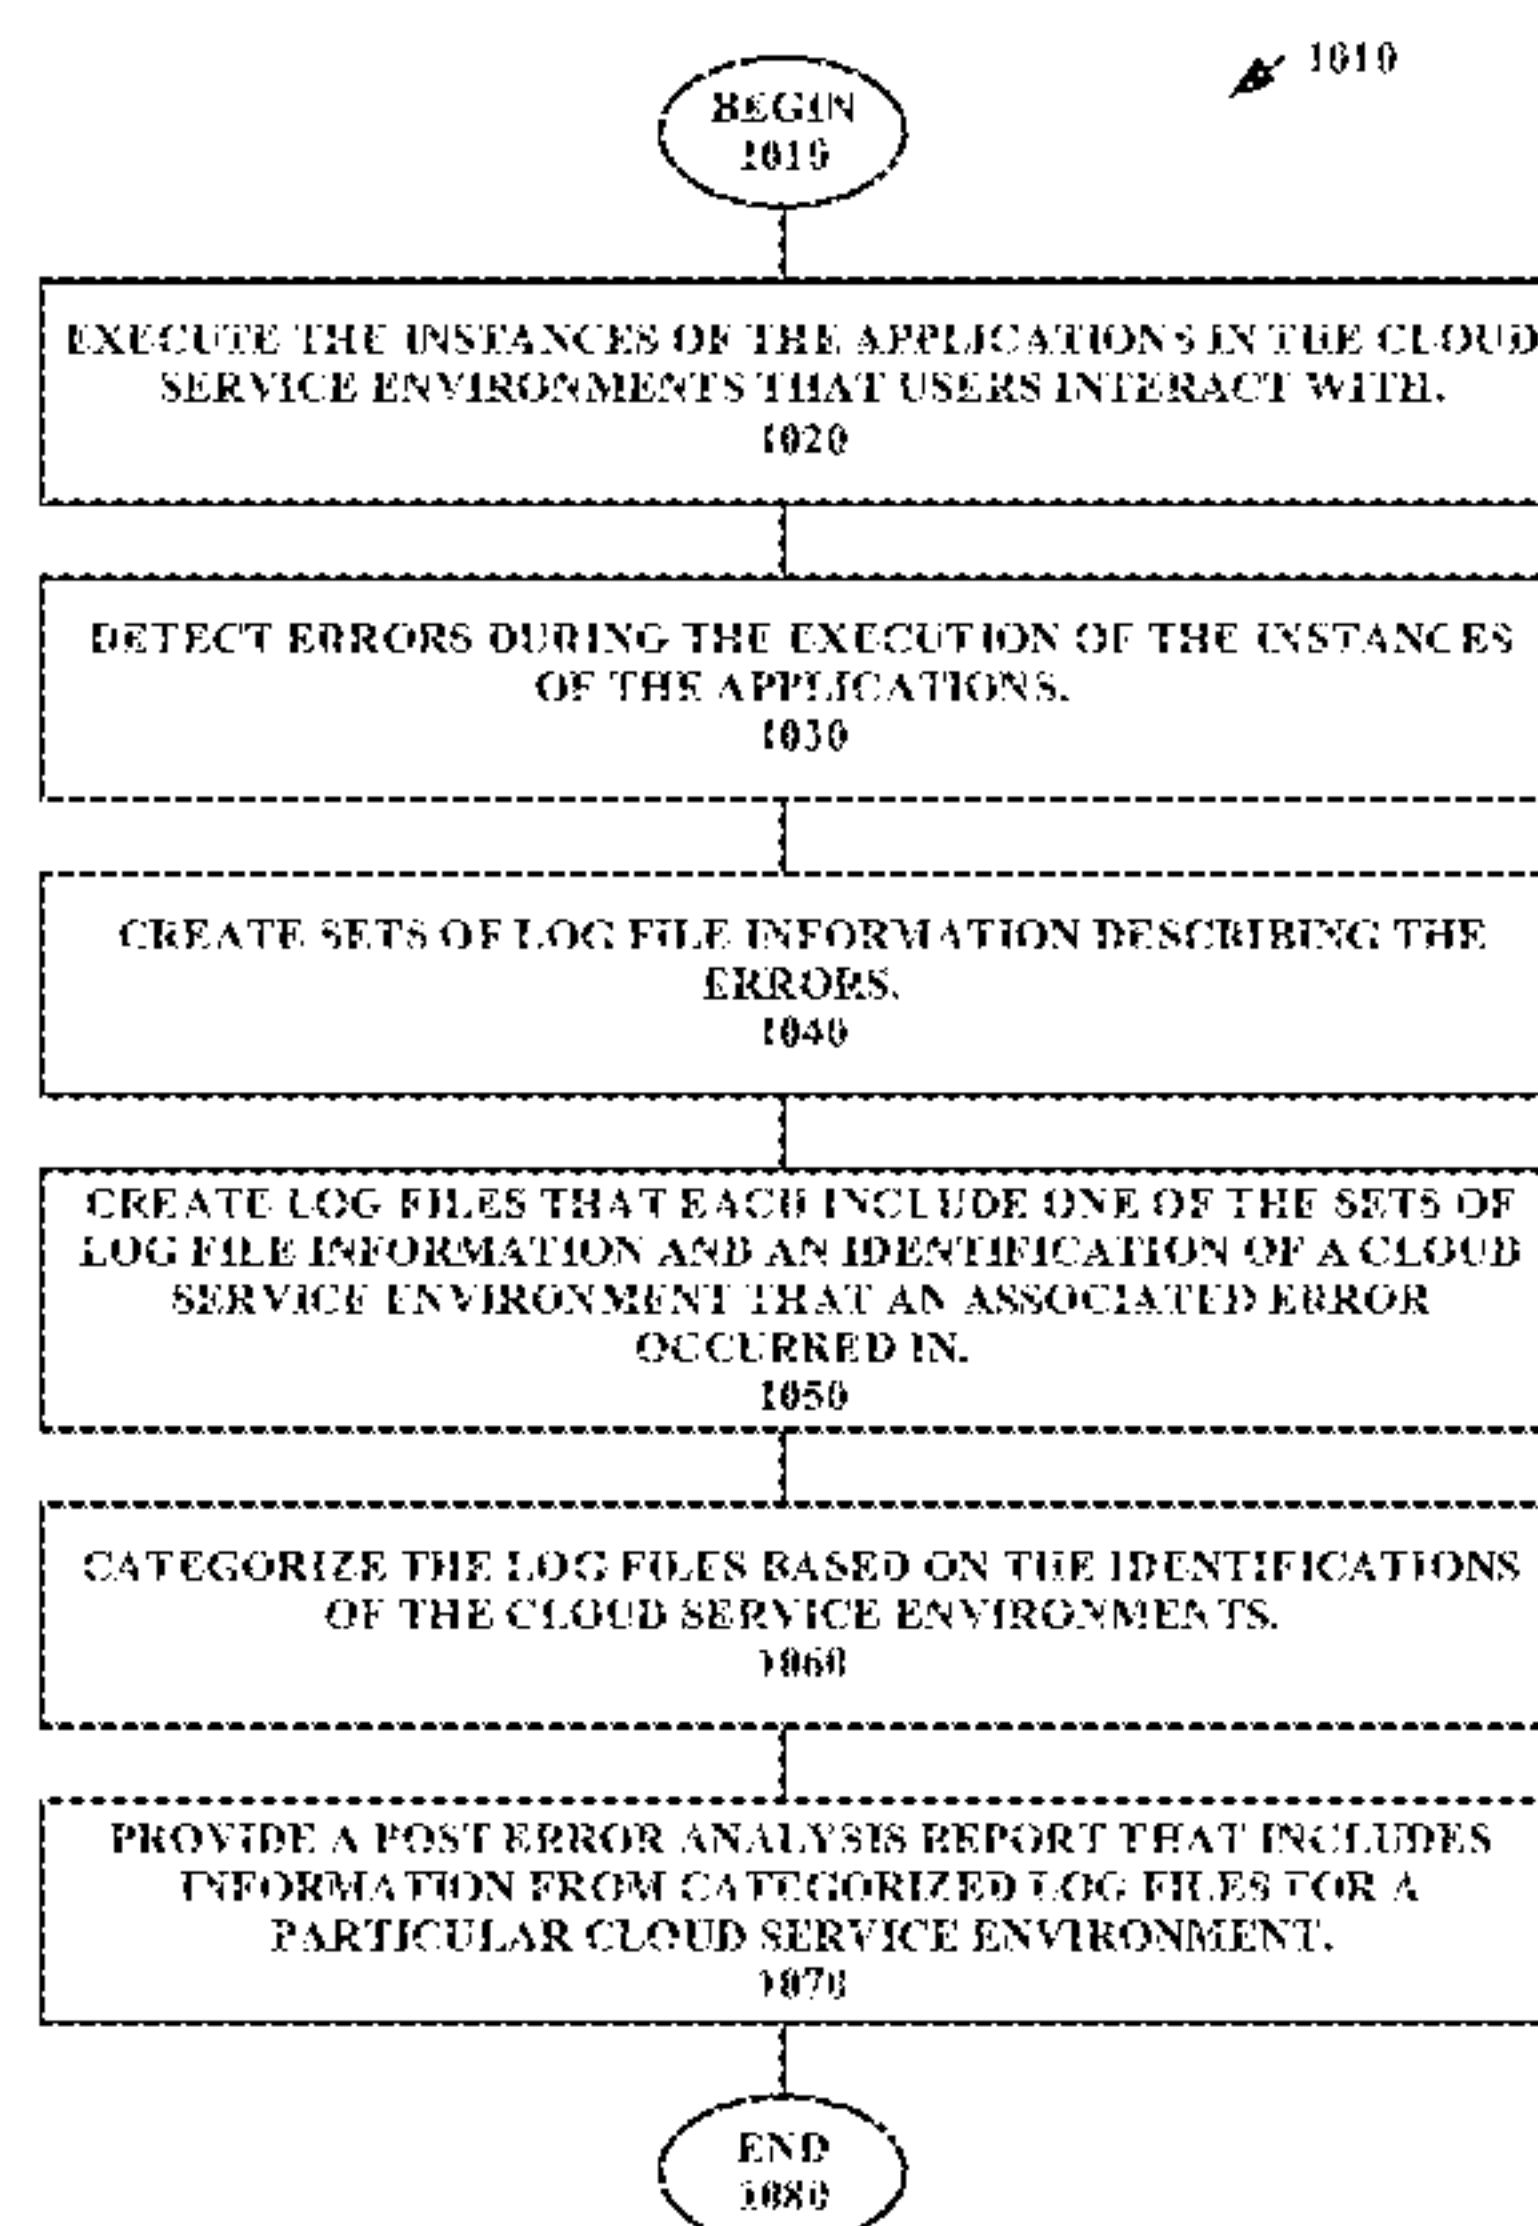 1010
BEGIN
1010
EXECUTE THE INSTANCES OF THE APPLICATIONS IN THE CLOUD
SERVICE ENVIRONMENTS THAT USERS INTERACT WITH.
1020
DETECT ERRORS DURING THE EXECUTION OF THE INSTANCES
OF THE APPLICATIONS.
1030
CREATE SETS OF LOG FILE INFORMATION DESCRIBING THE
ERRORS.
1040
CREATE LOG FILES THAT EACH INCLUDE ONE OF THE SETS OF
LOG FILE INFORMATION AND AN IDENTIFICATION OF A CLOUD
SERVICE ENVIRONMENT THAT AN ASSOCIATED ERROR
OCCURRED IN.
1050
CATEGORIZE THE LOG FILES BASED ON THE IDENTIFICATIONS
OF THE CLOUD SERVICE ENVIRONMENTS.
1060
PROVIDE A POST ERROR ANALYSIS REPORT THAT INCLUDES
INFORMATION FROM CATEGORIZED LOG FILES FOR A
PARTICULAR CLOUD SERVICE ENVIRONMENT.
1070
END
1080